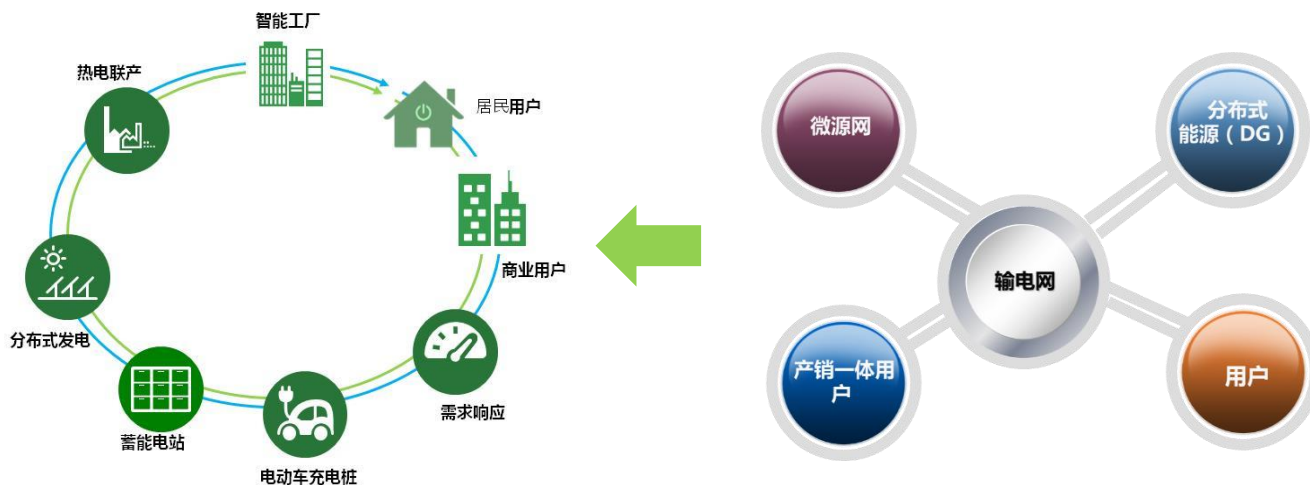 智能工厂
热电联产
居民用户
商业用户
分布式发电
需求响应
蓄能电站
电动车充电桩
微源网
分布式
能源（DG）
输电网
产销一体用
户
用户